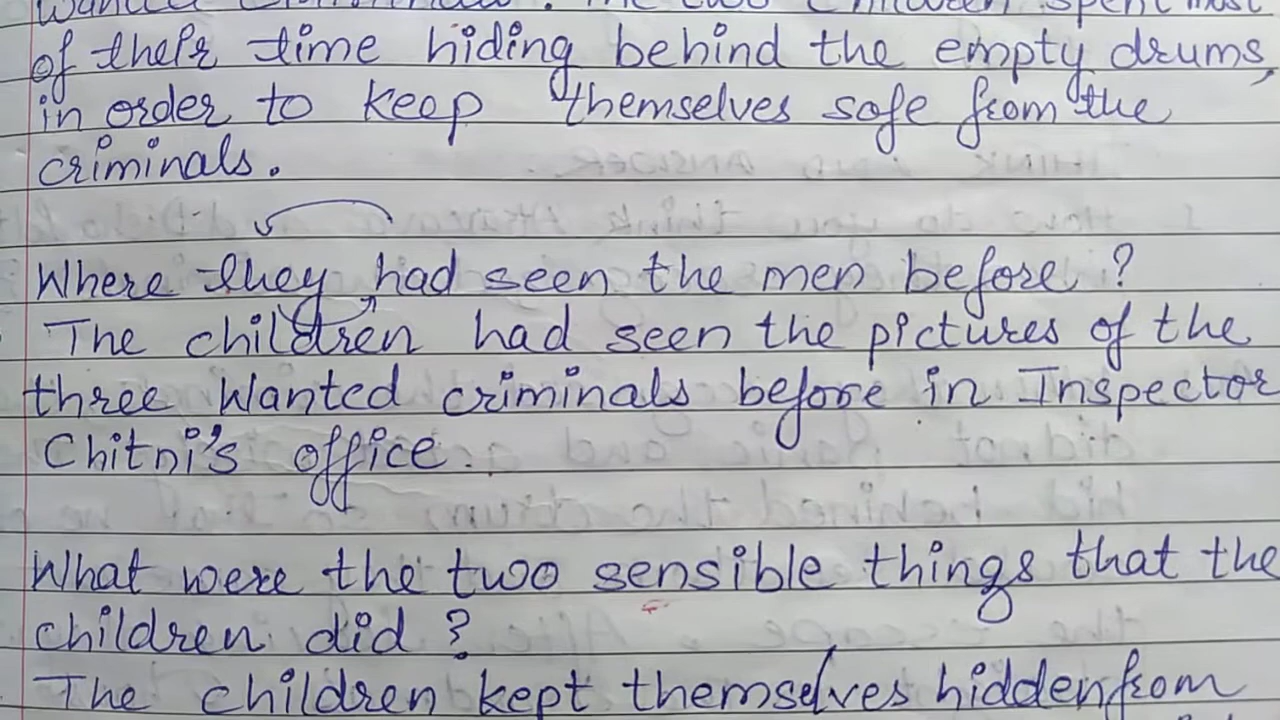 Wanted
of their time hiding behind the empty drums,
in order to keep themselves safe from the
criminals.
Where they had seen the men before ?
The children had seen the pictures of the
three Wanted criminals before in Inspector
Chitni's office.
What were the two sensible things that the
children did ?
The children kept themselves hidden from